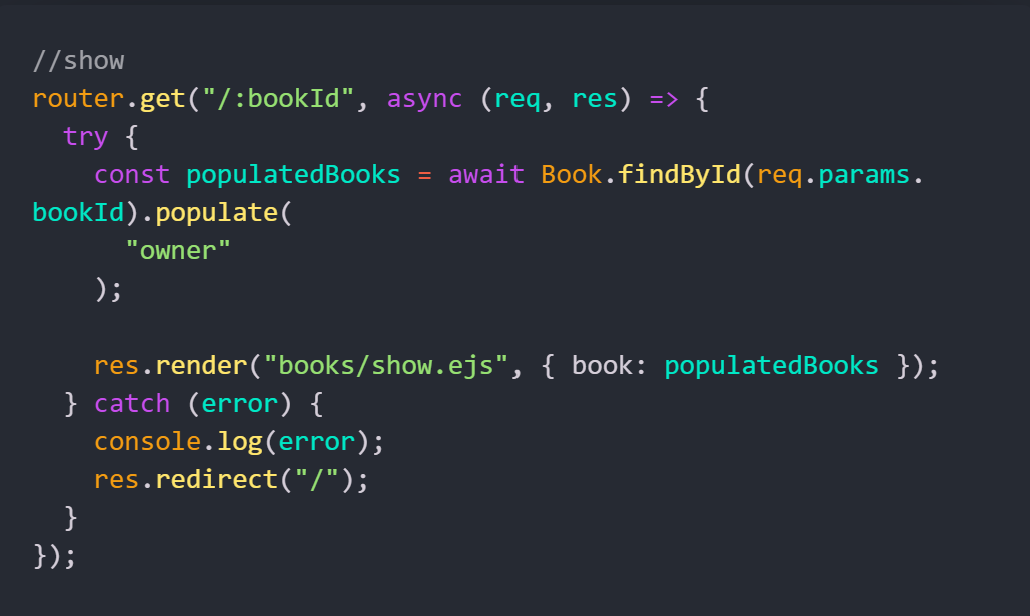 //show
router.get("/:bookId", async (req, res) => {
  try {
    const populatedBooks = await Book.findById(req.params.
bookId).populate(
      "owner"
    );

    res.render("books/show.ejs", { book: populatedBooks });
  } catch (error) {
    console.log(error);
    res.redirect("/");
  }
});